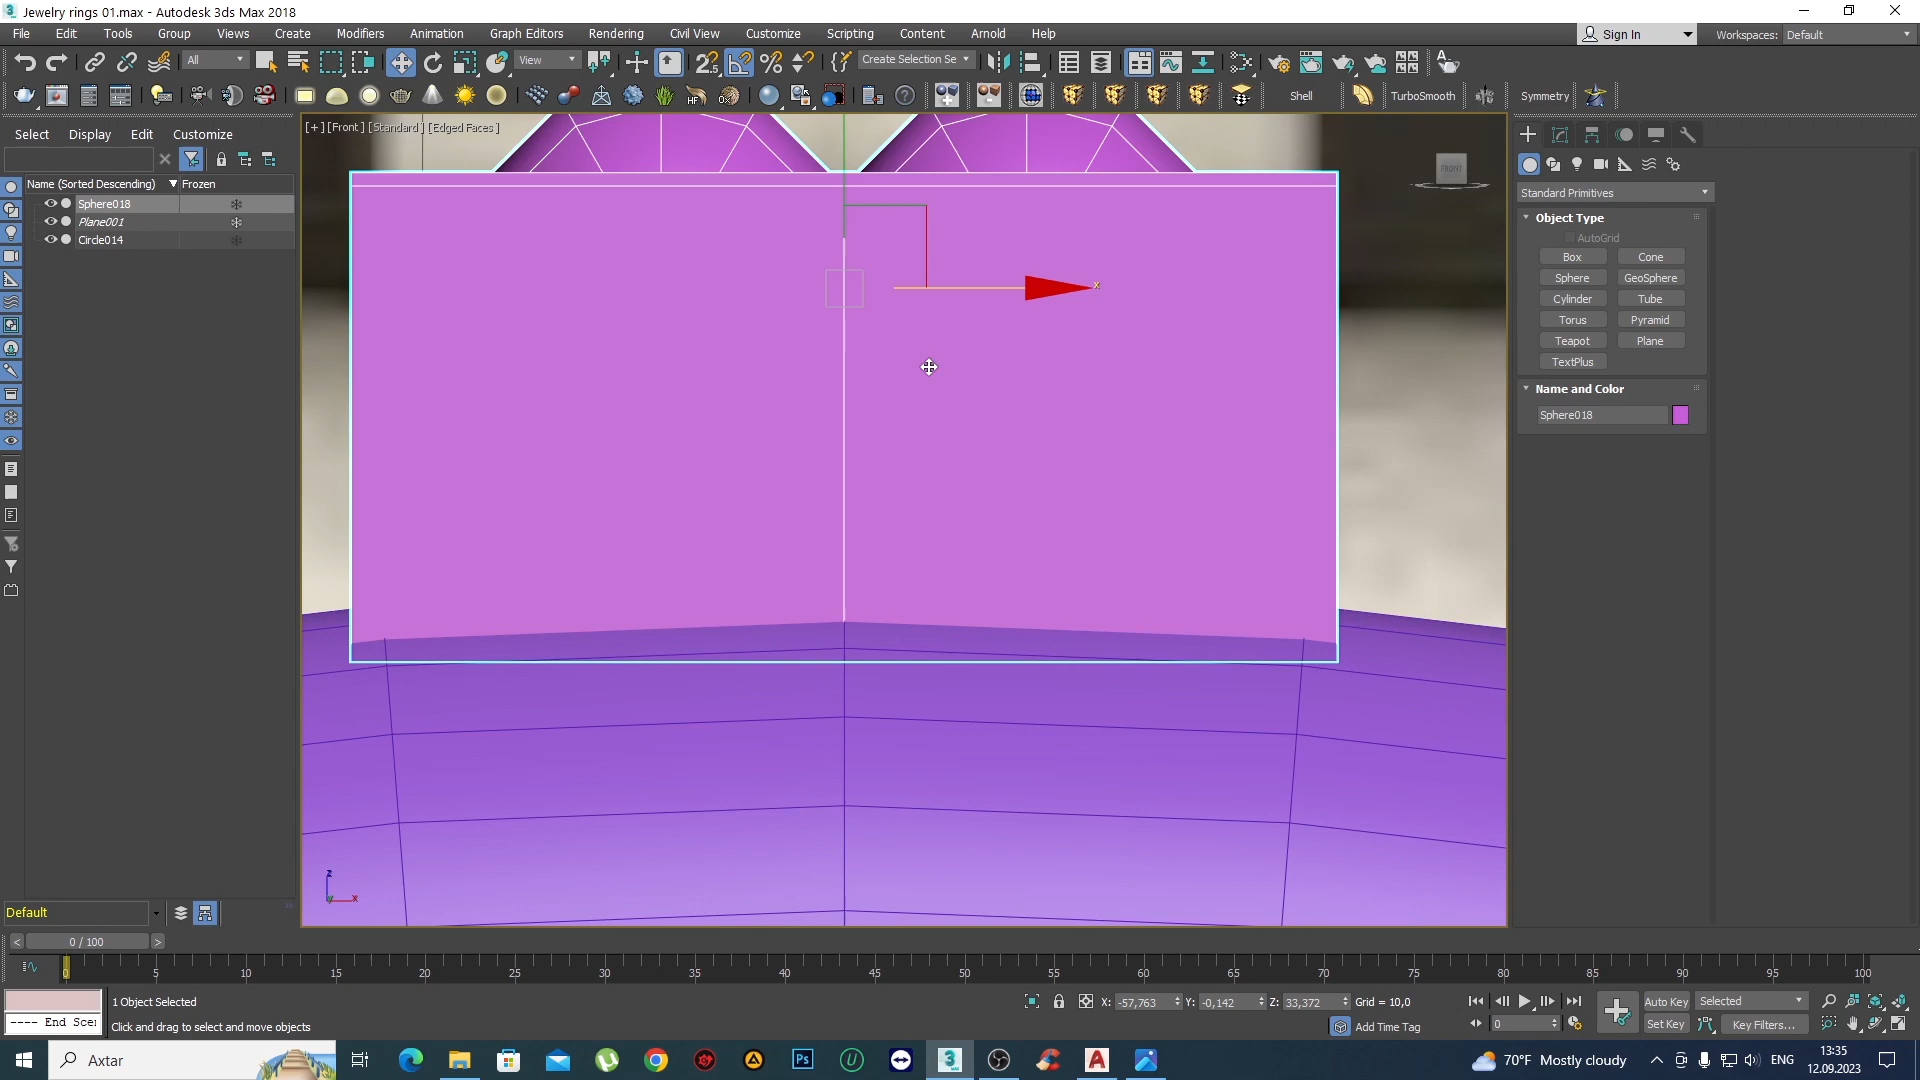 Jewelry rings 01.max - Autodesk 3ds Max 2018
File Edit Tools Group Views Create Modifiers Animation Graph Editors Rendering Civil View Customize Scripting Content Arnold Help
Sign In Workspaces: Default
All View Create Selection Se
Shell TurboSmooth Symmetry
Select Display Edit Customize
[+] [Front] [Standard] [Edged Faces]
FRONT
Name (Sorted Descending) Frozen
Sphere018
Plane001
Circle014
x
Standard Primitives
Object Type
AutoGrid
Box Cone
Sphere GeoSphere
Cylinder Tube
Torus Pyramid
Teapot Plane
TextPlus
Name and Color
Sphere018
z
y x
Default
< 0 / 100 >
0 5 10 15 20 25 30 35 40 45 50 55 60 65 70 75 80 85 90 95 100
1 Object Selected
X: -57,763 Y: -0,142 Z: 33,372 Grid = 10,0
Auto Key Selected
---- End Scei
Click and drag to select and move objects
Add Time Tag
0
Set Key Key Filters...
Axtar
70°F Mostly cloudy
ENG
13:35
12.09.2023